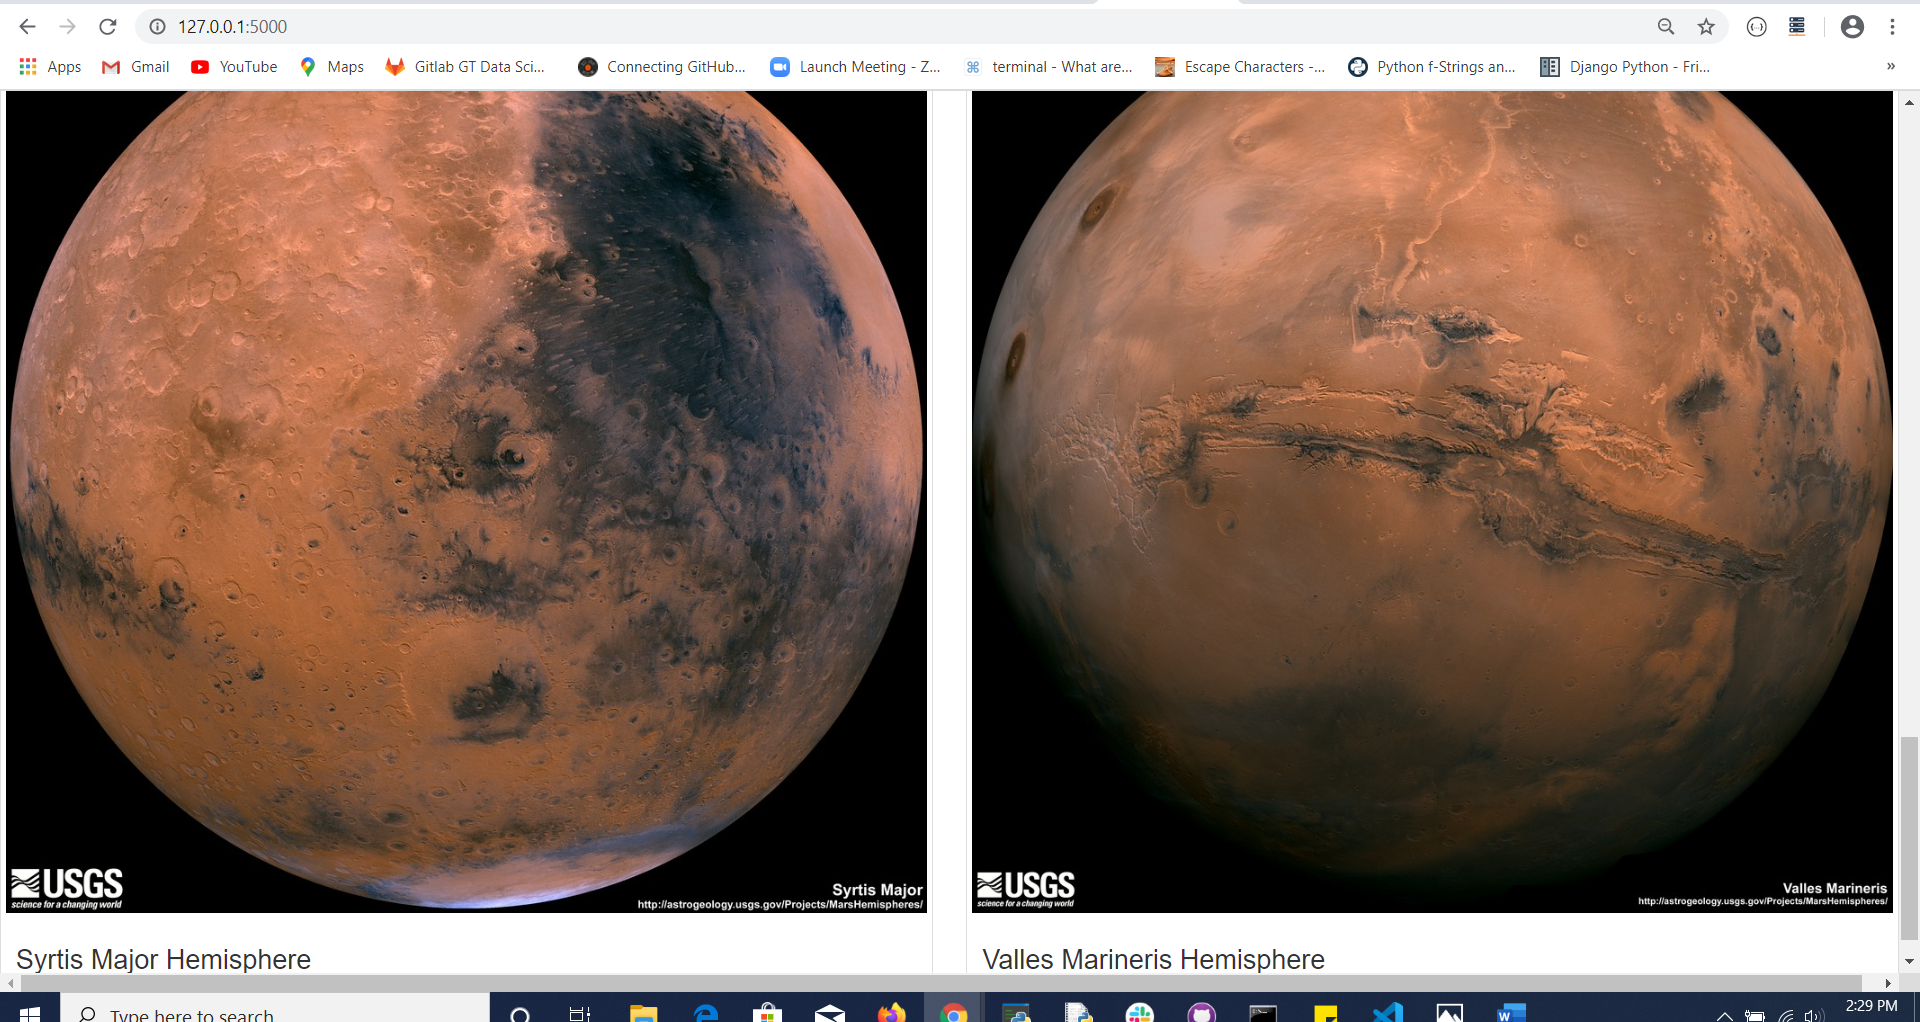 127.0.0.1:5000
Apps Gmail YouTube Maps Gitlab GT Data Sci... Connecting GitHub... Launch Meeting - Z... terminal - What are... Escape Characters -... Python f-Strings an... Django Python - Fri... »
USGS
science for a changing world
Syrtis Major
http://astrogeology.usgs.gov/Projects/MarsHemispheres/
USGS
science for a changing world
Valles Marineris
http://astrogeology.usgs.gov/Projects/MarsHemispheres/
Syrtis Major Hemisphere
Valles Marineris Hemisphere
Type here to search
2:29 PM